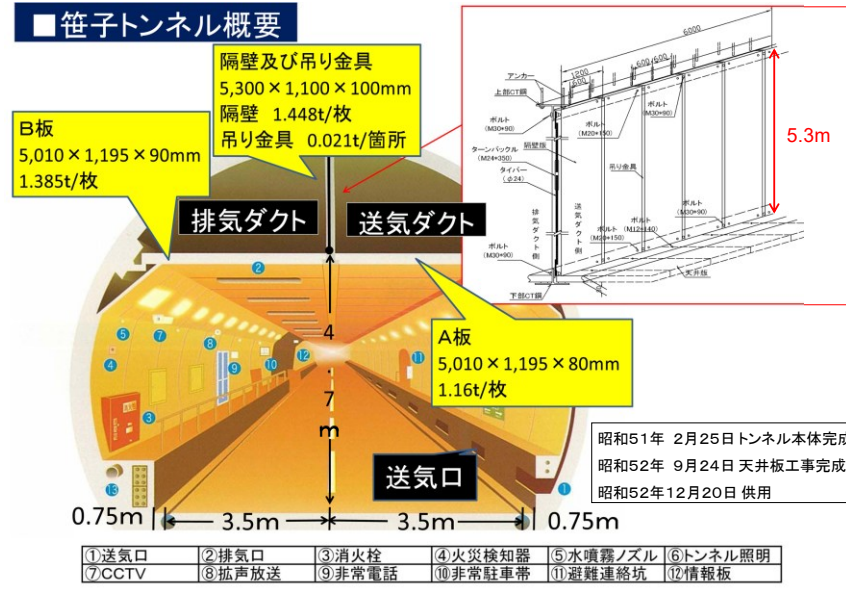 ■笹子トンネル概要
隔壁及び吊り金具
5,300×1,100×100mm
隔壁 1.448t/枚
吊り金具 0.021t/箇所
B板
5,010×1,195×90mm
1.385t/枚
排気ダクト
送気ダクト
A板
5,010×1,195×80mm
1.16t/枚
6000
1200
600
600 600
アンカー
上部CT鋼
ボルト
(M30*90)
ターンバックル
(M24*350)
タイバー
(φ24)
隔壁板
ボルト
(M20*150)
ボルト
(M30*90)
吊り金具
排気ダクト側
送気ダクト側
ボルト
(M30*90)
ボルト
(M20*150)
ボルト
(M12*140)
ボルト
(M30*90)
天井板
下部CT鋼
5.3m
4.7m
②
⑤
⑦
⑧
④
⑨
⑩
⑫
⑪
③
⑬
①
送気口
昭和51年 2月25日トンネル本体完成
昭和52年 9月24日 天井板工事完成
昭和52年12月20日 供用
0.75m 3.5m 3.5m 0.75m
①送気口 ②排気口 ③消火栓 ④火災検知器 ⑤水噴霧ノズル ⑥トンネル照明
⑦CCTV ⑧拡声放送 ⑨非常電話 ⑩非常駐車帯 ⑪避難連絡坑 ⑫情報板